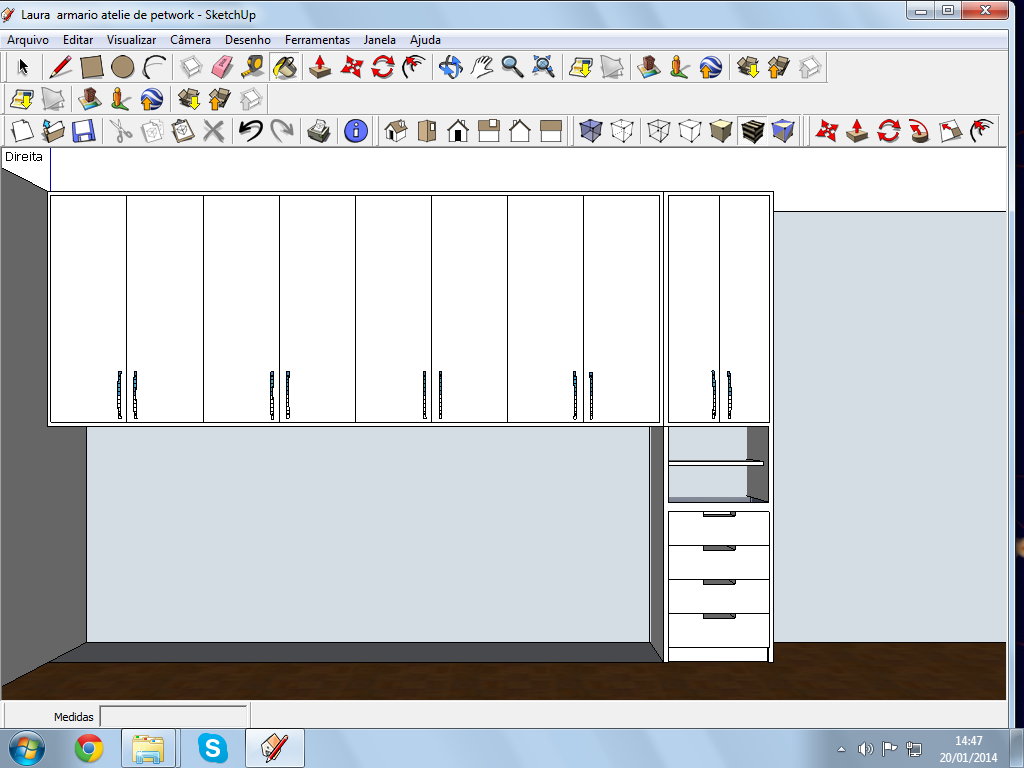 Laura  armario atelie de petwork - SketchUp
Arquivo Editar Visualizar Câmera Desenho Ferramentas Janela Ajuda
Direita
Medidas
14:47
20/01/2014